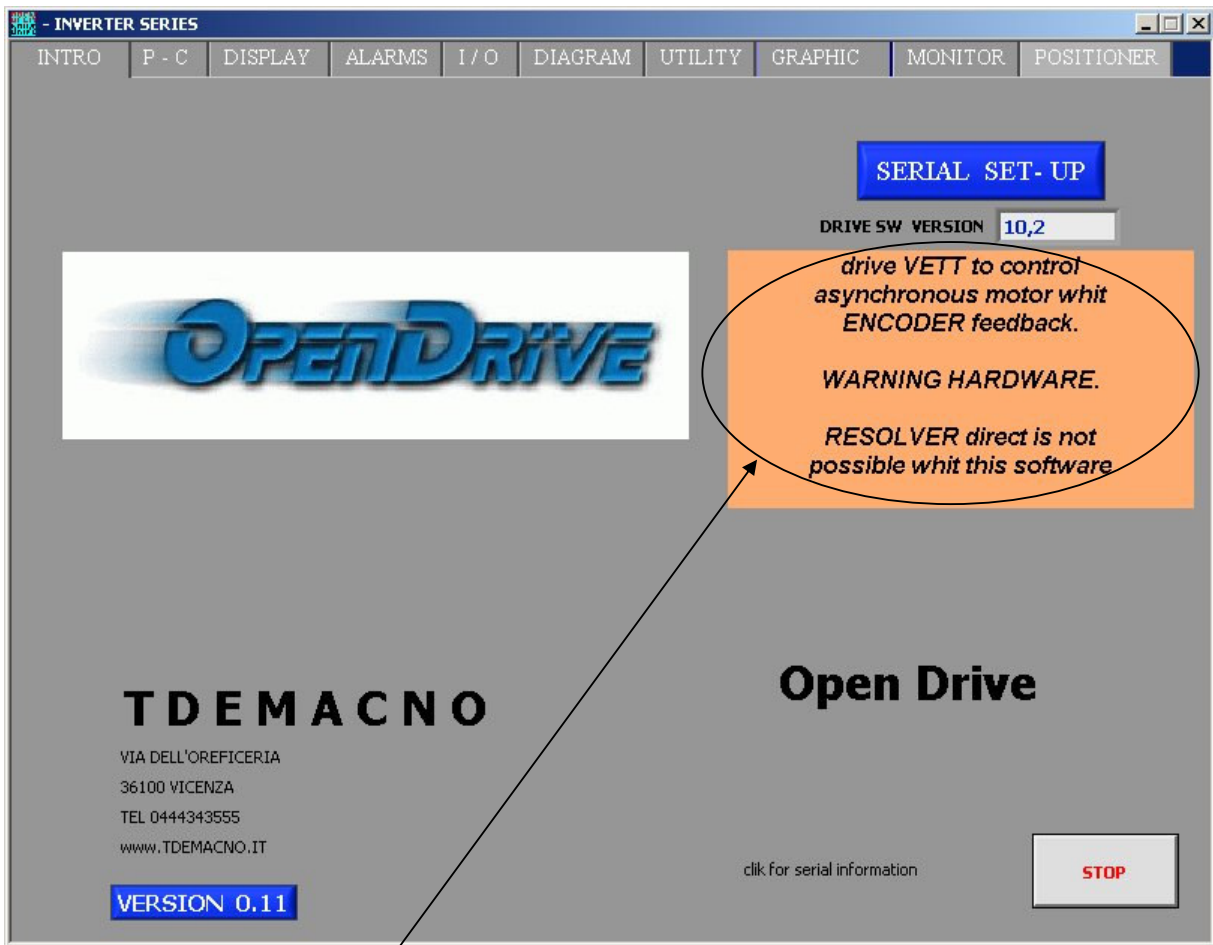 - INVERTER SERIES
INTRO P - C DISPLAY ALARMS I / O DIAGRAM UTILITY GRAPHIC MONITOR POSITIONER
SERIAL SET- UP
DRIVE SW VERSION 10,2
OPENDRIVE
drive VETT to control
asynchronous motor whit
ENCODER feedback.
WARNING HARDWARE.
RESOLVER direct is not
possible whit this software
Open Drive
T D E M A C N O
VIA DELL'OREFICERIA
36100 VICENZA
TEL 0444343555
www.TDEMACNO.IT
VERSION 0.11
clik for serial information
STOP